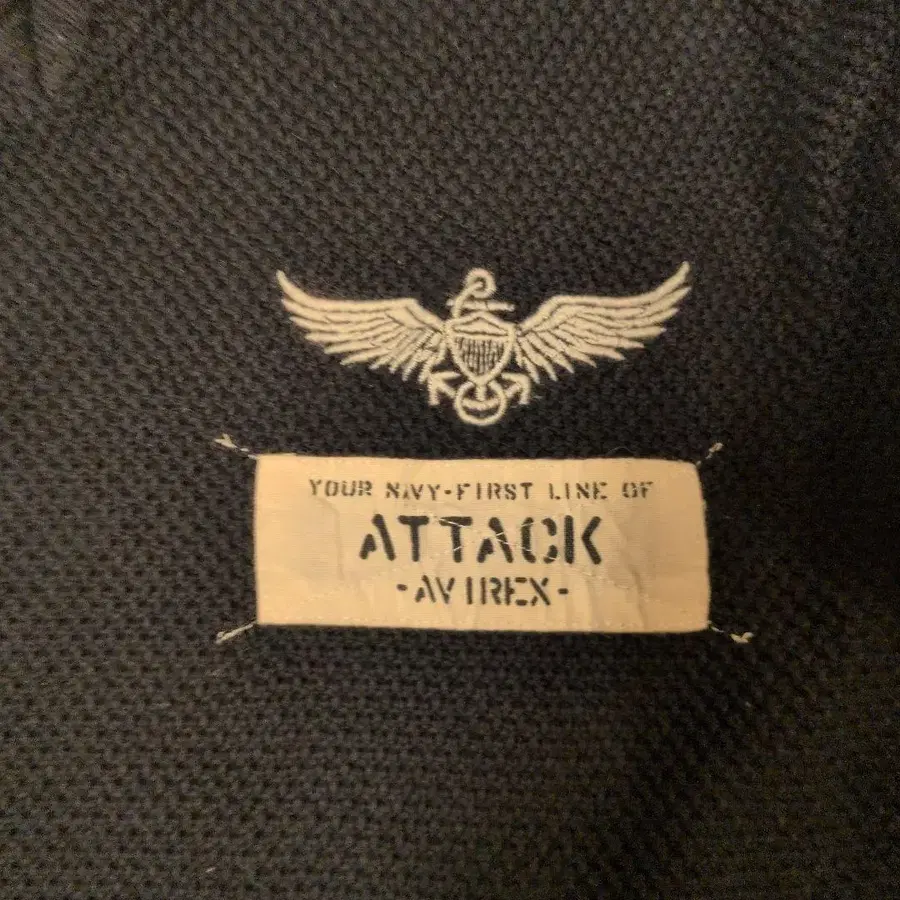 YOUR NAVY-FIRST LINE OF
ATTACK
-AVIREX-